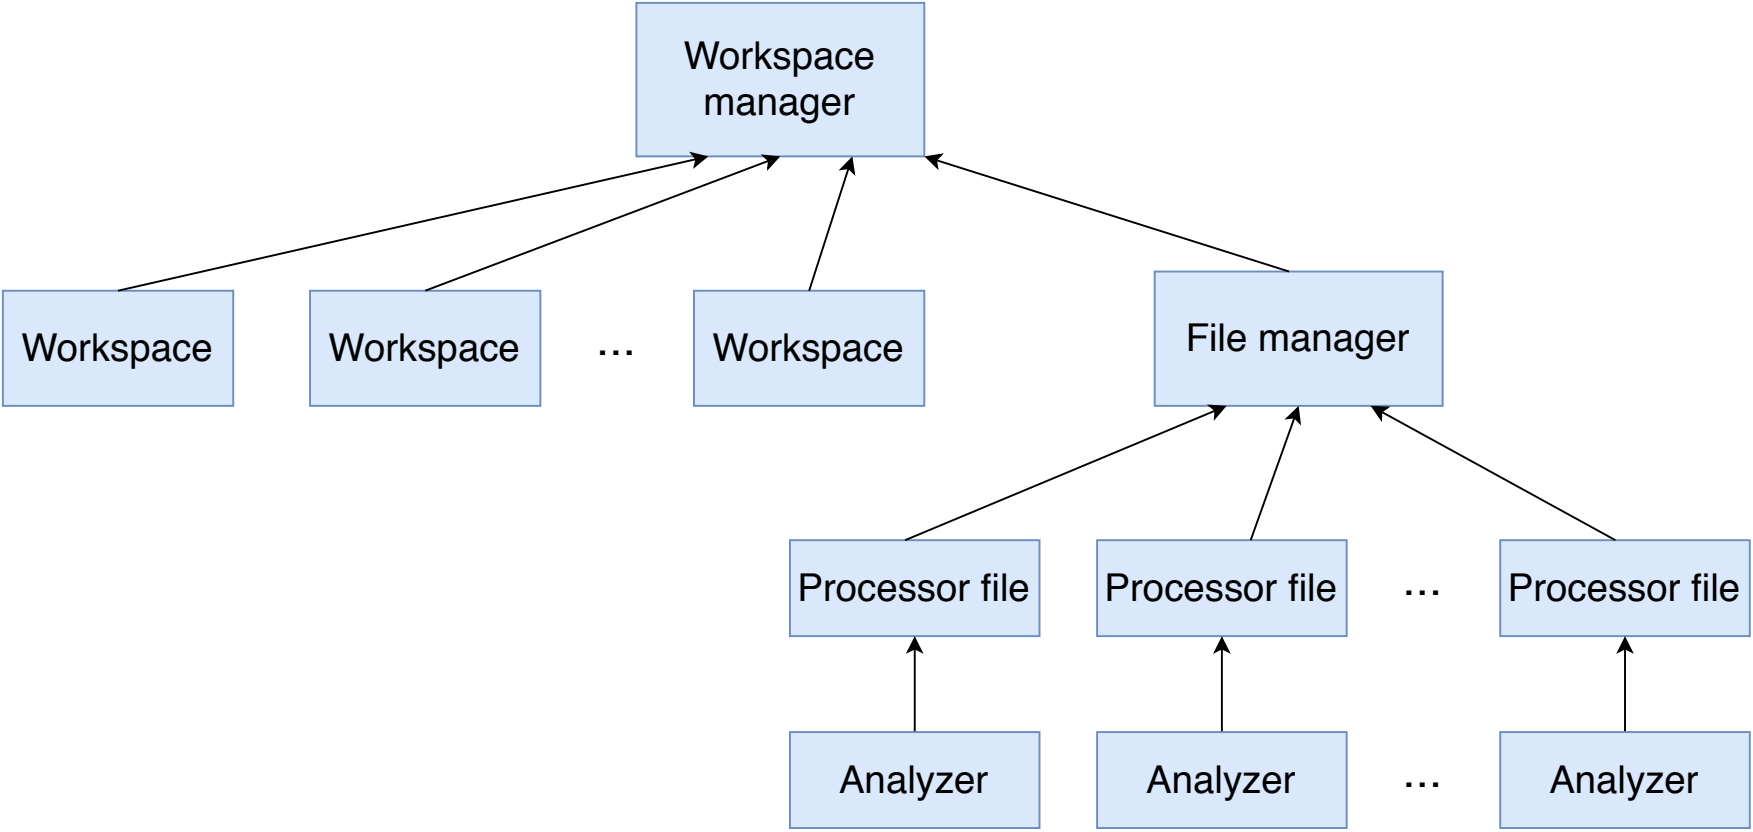 Workspace
manager
Workspace
Workspace
...
Workspace
File manager
Processor file
Processor file
...
Processor file
Analyzer
Analyzer
...
Analyzer